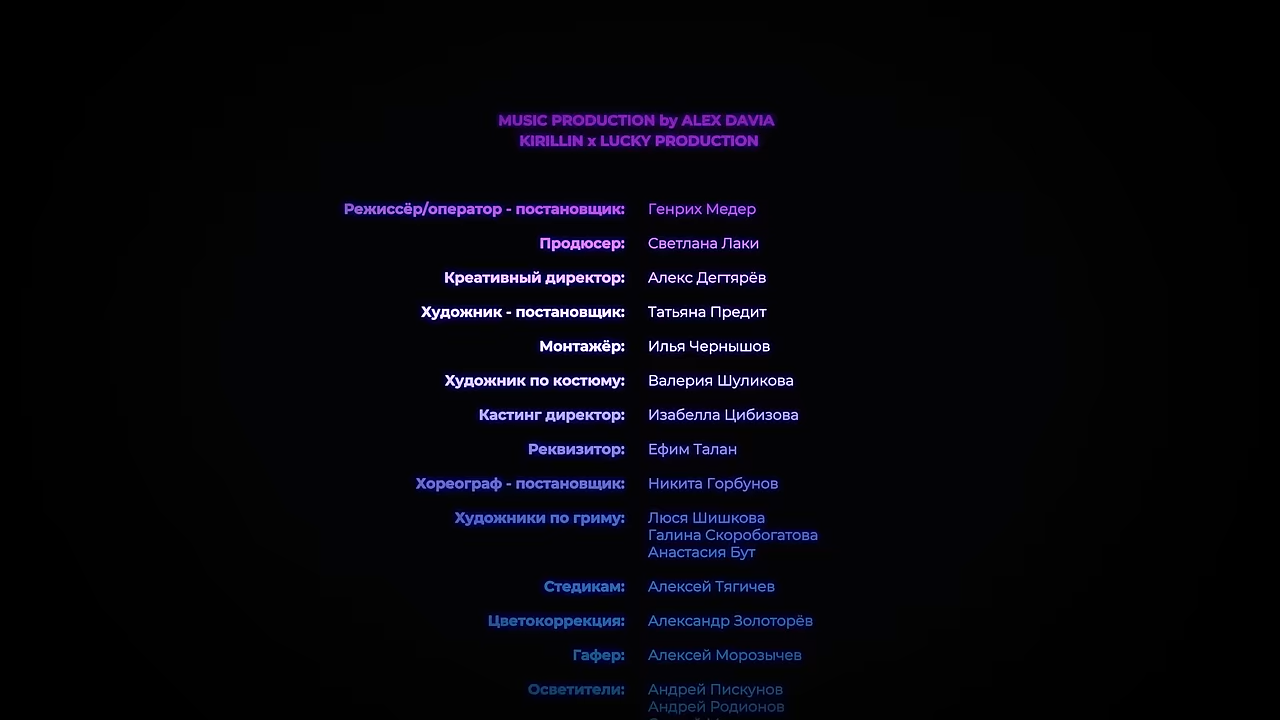 MUSIC PRODUCTION by ALEX DAVIA
KIRILLIN x LUCKY PRODUCTION
Режиссёр/оператор - постановщик: Генрих Медер
Продюсер: Светлана Лаки
Креативный директор: Алекс Дегтярёв
Художник - постановщик: Татьяна Предит
Монтажёр: Илья Чернышов
Художник по костюму: Валерия Шуликова
Кастинг директор: Изабелла Цибизова
Реквизитор: Ефим Талан
Хореограф - постановщик: Никита Горбунов
Художники по гриму: Люся Шишкова
Галина Скоробогатова
Анастасия Бут
Стедикам: Алексей Тягичев
Цветокоррекция: Александр Золоторёв
Гафер: Алексей Морозычев
Осветители: Андрей Пискунов
Андрей Родионов